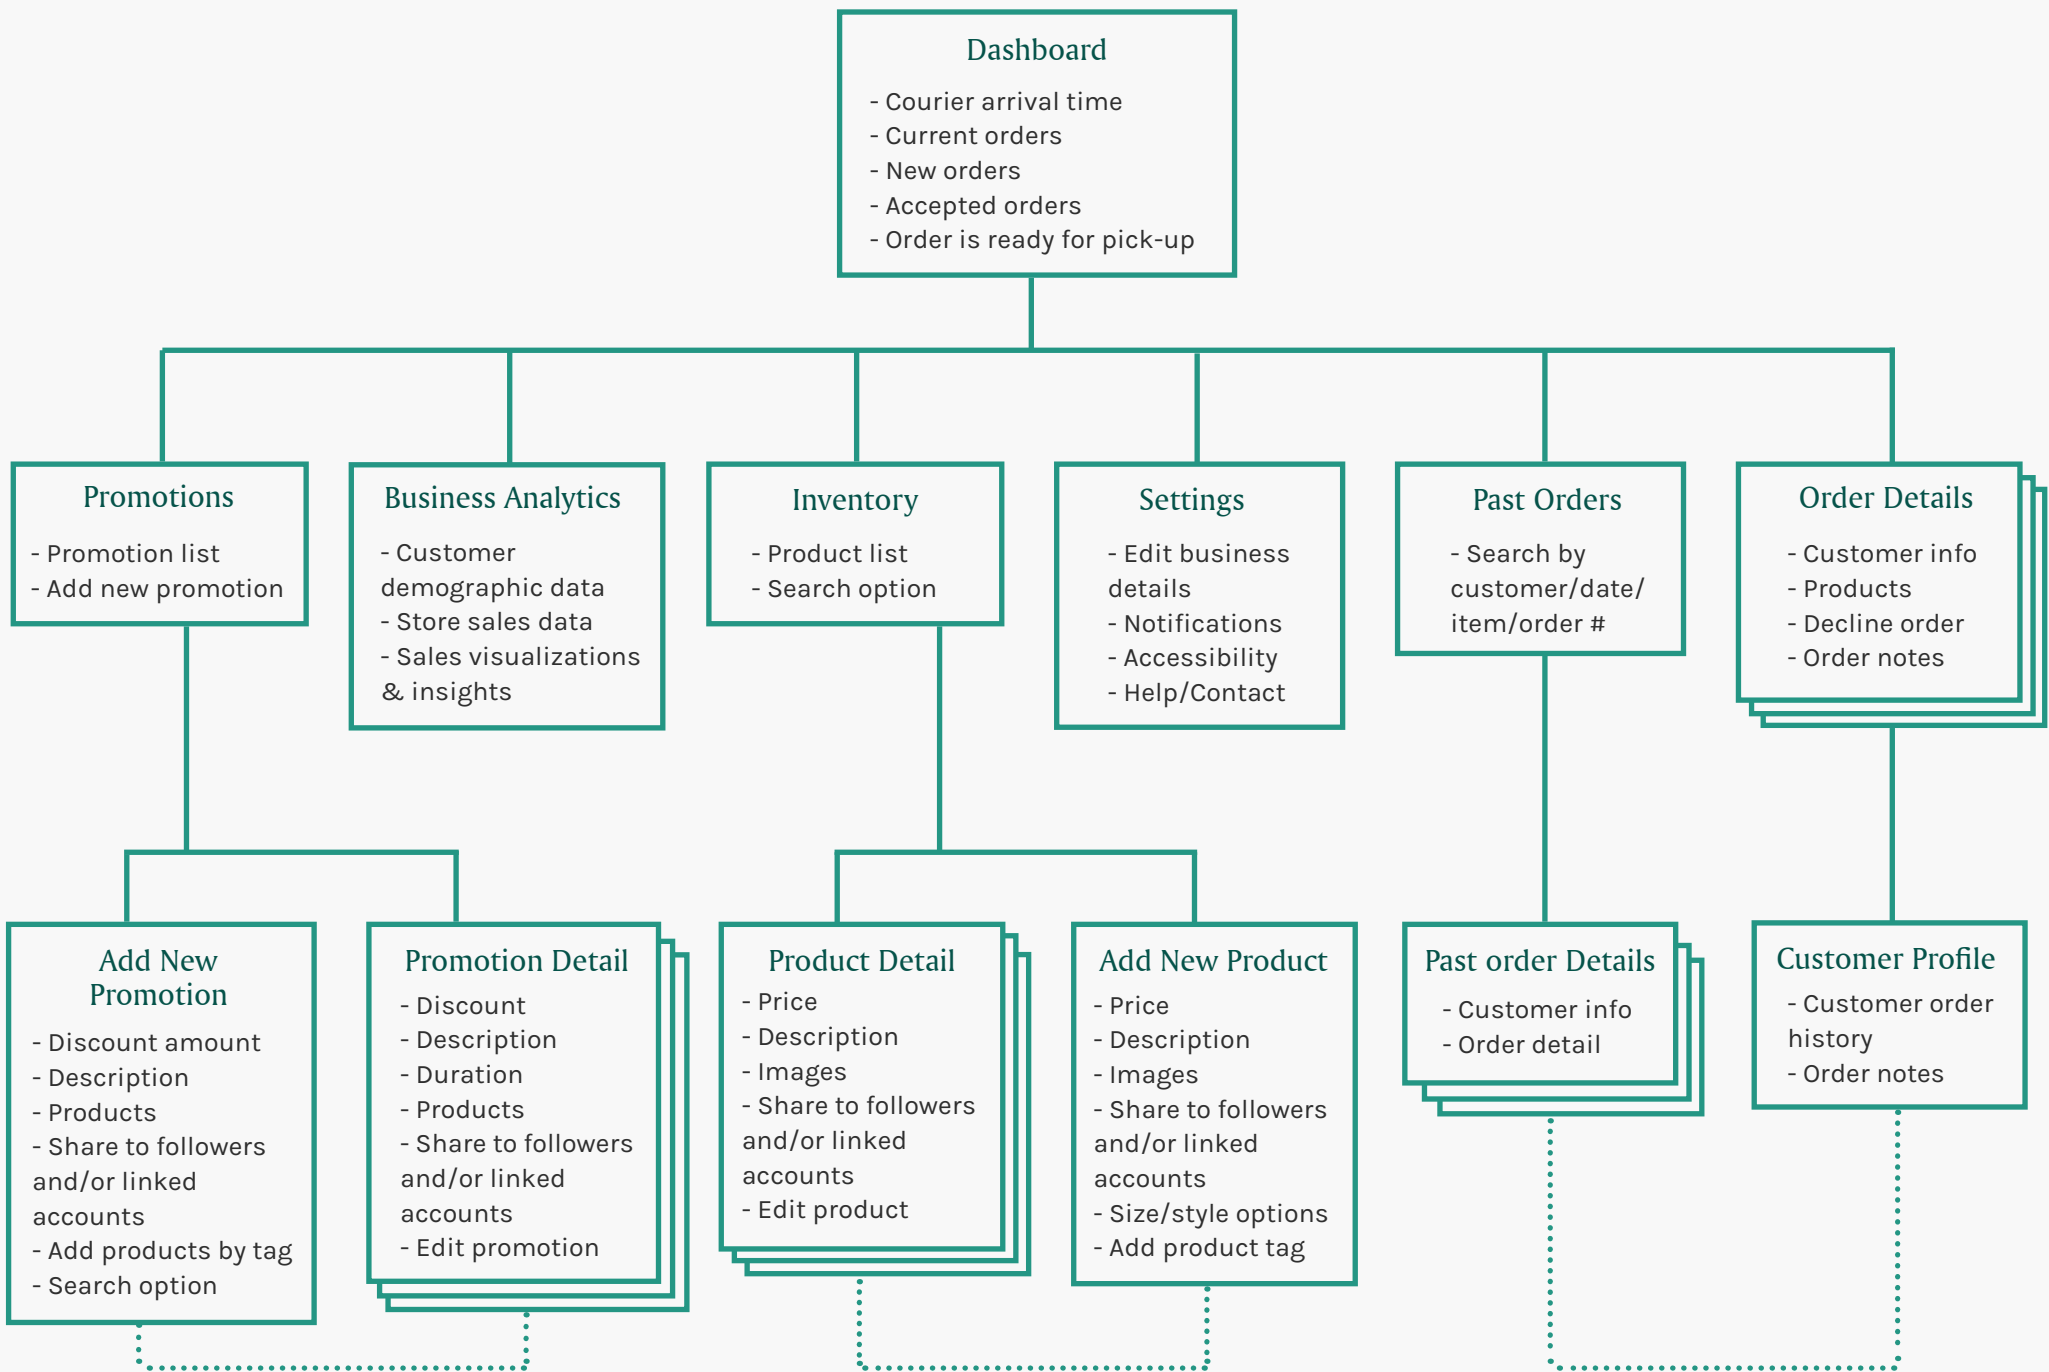 Dashboard
- Courier arrival time
- Current orders
- New orders
- Accepted orders
- Order is ready for pick-up
Promotions
- Promotion list
- Add new promotion
Business Analytics
- Customer
demographic data
- Store sales data
- Sales visualizations
& insights
Inventory
- Product list
- Search option
Settings
- Edit business
details
- Notifications
- Accessibility
- Help/Contact
Past Orders
- Search by
customer/date/
item/order #
Order Details
- Customer info
- Products
- Decline order
- Order notes
Add New
Promotion
- Discount amount
- Description
- Products
- Share to followers
and/or linked
accounts
- Add products by tag
- Search option
Promotion Detail
- Discount
- Description
- Duration
- Products
- Share to followers
and/or linked
accounts
- Edit promotion
Product Detail
- Price
- Description
- Images
- Share to followers
and/or linked
accounts
- Edit product
Add New Product
- Price
- Description
- Images
- Share to followers
and/or linked
accounts
- Size/style options
- Add product tag
Past order Details
- Customer info
- Order detail
Customer Profile
- Customer order
history
- Order notes